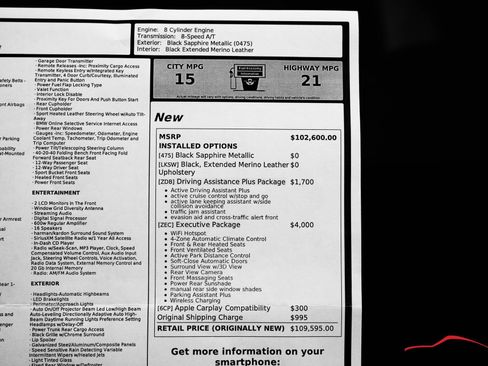 Engine: 8 Cylinder Engine
Transmission: 8-Speed A/T
Exterior: Black Sapphire Metallic (0475)
Interior: Black Extended Merino Leather
CITY MPG
15
HIGHWAY MPG
21
Actual mileage will vary with options, driving conditions, driving habits and vehicle's condition.
New
MSRP $102,600.00
INSTALLED OPTIONS
[475] Black Sapphire Metallic $0
[LKSW] Black, Extended Merino Leather $0
Upholstery
[ZDB] Driving Assistance Plus Package $1,700
• Active Driving Assistant Plus
• active cruise control w/stop and go
• active lane keeping assistant w/side
collision avoidance
• traffic jam assistant
• evasion aid and cross-traffic alert front
[ZEC] Executive Package $4,000
• WiFi Hotspot
• 4-Zone Automatic Climate Control
• Front & Rear Heated Seats
• Front Ventilated Seats
• Active Park Distance Control
• Soft-Close Automatic Doors
• Surround View w/3D View
• Rear View Camera
• Front Massaging Seats
• Power Rear Sunshade
• manual rear side window shades
• Parking Assistant Plus
• Wireless Charging
[6CP] Apple Carplay Compatibility $300
Original Shipping Charge $995
RETAIL PRICE (ORIGINALLY NEW) $109,595.00
Get more information on your
smartphone:
- Garage Door Transmitter
- Remote Releases -Inc: Proximity Cargo Access
- Remote Keyless Entry w/Integrated Key
Transmitter, 4 Door Curb/Courtesy, Illuminated
Entry and Panic Button
- Power Fuel Flap Locking Type
- Valet Function
- Interior Lock Disable
- Proximity Key For Doors And Push Button Start
- Rear Cupholder
- Front Cupholder
- Sport Heated Leather Steering Wheel w/Auto Tilt-
Away
- BMW Online Selective Service Internet Access
- Power Rear Windows
- Gauges -inc: Speedometer, Odometer, Engine
Coolant Temp, Tachometer, Trip Odometer and
Trip Computer
- Power Tilt/Telescoping Steering Column
- 40-20-40 Folding Bench Front Facing Fold
Forward Seatback Rear Seat
- 12-Way Passenger Seat
- 12-Way Driver Seat
- Sport Bucket Front Seats
- Heated Front Seats
- Power Front Seats
ENTERTAINMENT
- 2 LCD Monitors In The Front
- Window Grid Diversity Antenna
- Streaming Audio
- Digital Signal Processor
- 600w Regular Amplifier
- 16 Speakers
- harman/kardon Surround Sound System
- SiriusXM Satellite Radio w/1 Year All Access
- In-Dash CD Player
- Radio w/Seek-Scan, MP3 Player, Clock, Speed
Compensated Volume Control, Aux Audio Input
Jack, Steering Wheel Controls, Voice Activation,
Radio Data System, External Memory Control and
20 Gb Internal Memory
- Radio: AM/FM Audio System
EXTERIOR
- Headlights-Automatic Highbeams
- LED Brakelights
- Perimeter/Approach Lights
- Auto On/Off Projector Beam Led Low/High Beam
Auto-Leveling Directionally Adaptive Auto High-
Beam Daytime Running Lights Preference Setting
Headlamps w/Delay-Off
- Power Trunk Rear Cargo Access
- Black Grille w/Chrome Surround
- Lip Spoiler
- Galvanized Steel/Aluminum/Composite Panels
- Speed Sensitive Rain Detecting Variable
Intermittent Wipers w/Heated Jets
- Light Tinted Glass